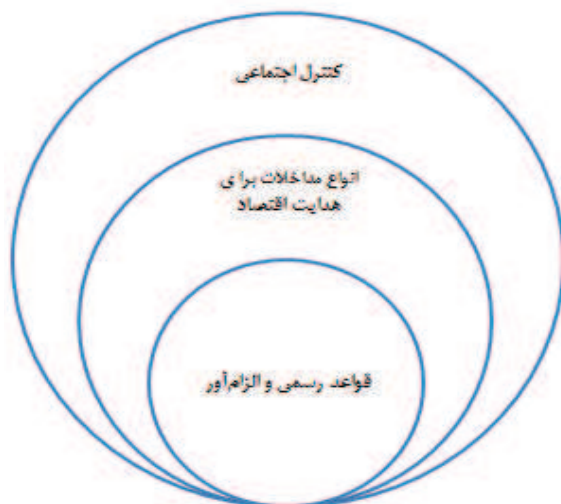 کنترل اجتماعی
انواع مداخلات برای
هدایت اقتصاد
قواعد رسمی و الزام‌آور